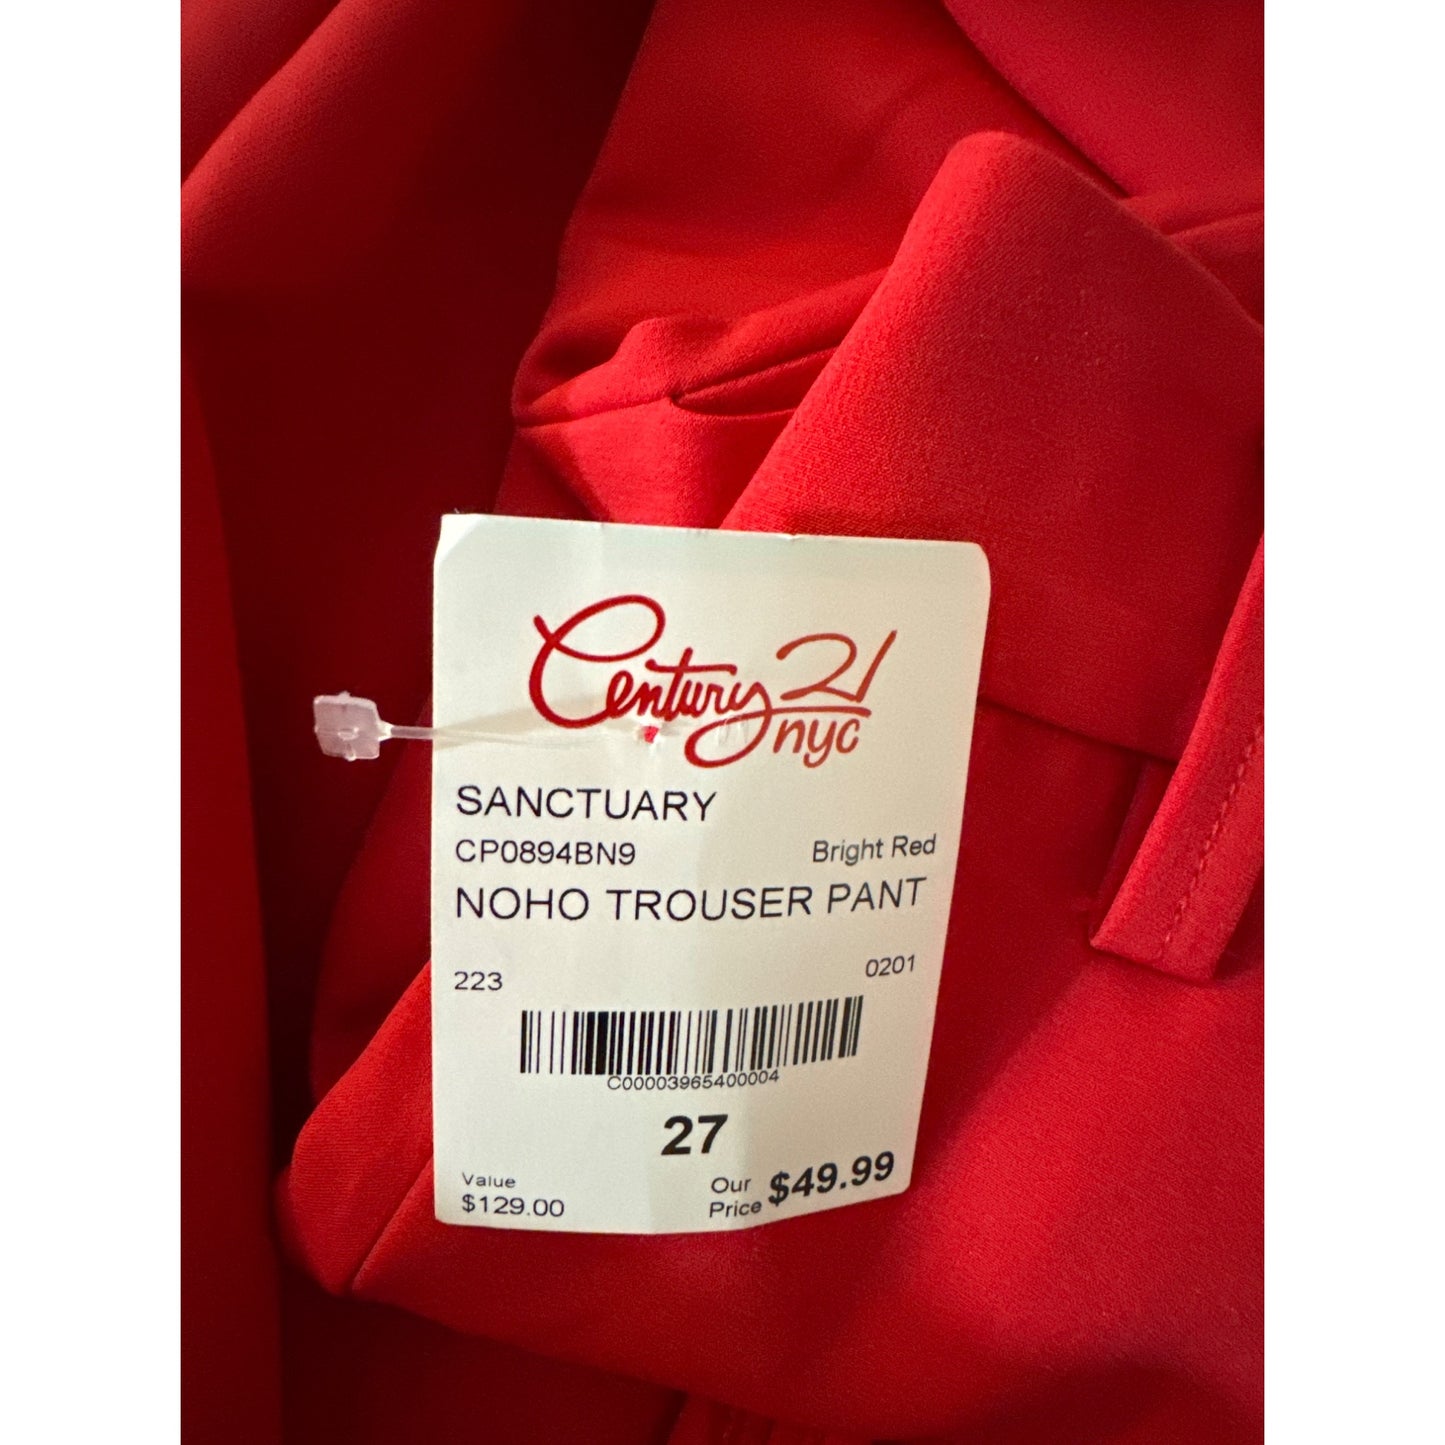 Century 21
nyc
SANCTUARY
CP0894BN9 Bright Red
NOHO TROUSER PANT
223 0201
C00003965400004
27
Value Our
$129.00 Price $49.99